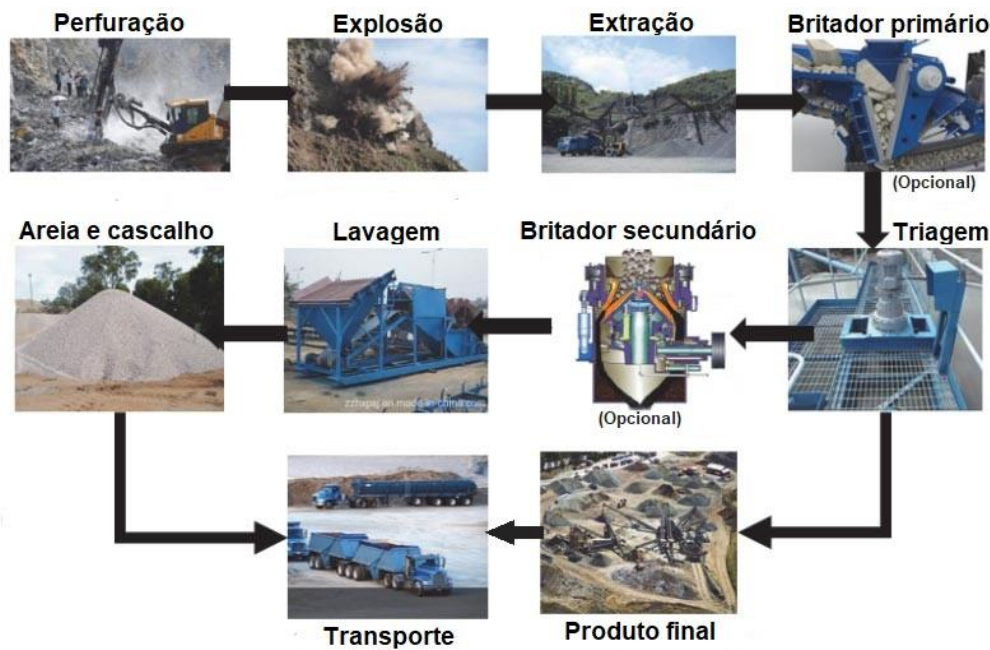 Perfuração
Explosão
Extração
Britador primário
(Opcional)
Areia e cascalho
Lavagem
Britador secundário
Triagem
(Opcional)
Transporte
Produto final